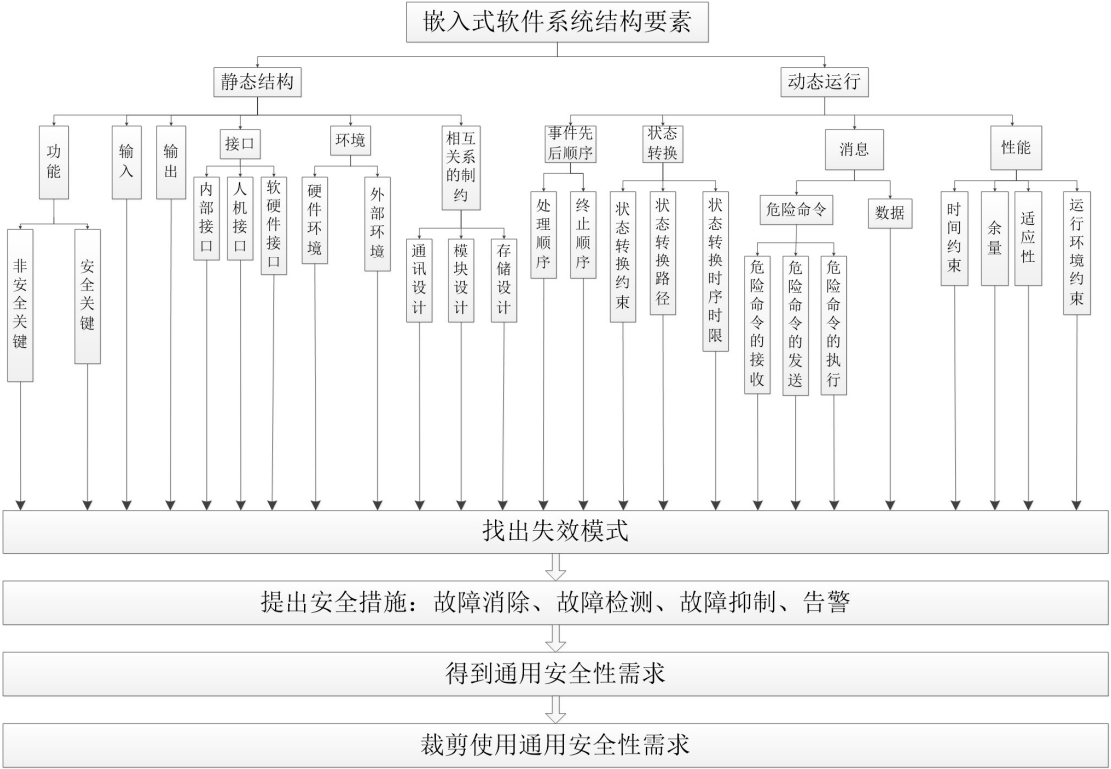 嵌入式软件系统结构要素
静态结构
动态运行
功能
输入
输出
接口
环境
相互
关系
的制
约
事件先
后顺序
状态
转换
消息
性能
内部接口
人机接口
软硬件接口
硬件环境
外部环境
处理顺序
终止顺序
状态转换约束
状态转换路径
状态转换时序时限
危险命令
数据
时间约束
余量
适应性
运行环境约束
非安全关键
安全关键
通讯设计
模块设计
存储设计
危险命令的接收
危险命令的发送
危险命令的执行
找出失效模式
提出安全措施：故障消除、故障检测、故障抑制、告警
得到通用安全性需求
裁剪使用通用安全性需求